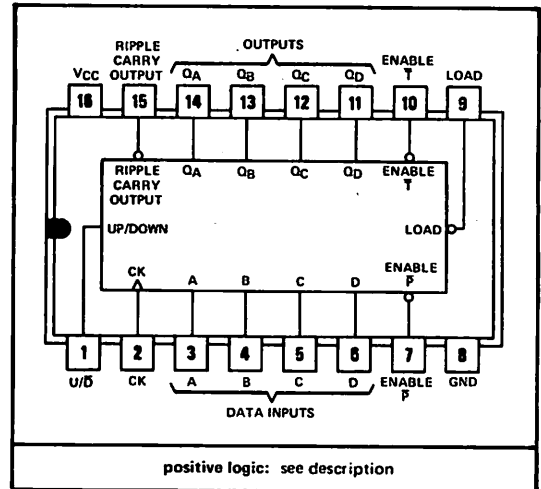 RIPPLE CARRY OUTPUT
OUTPUTS
ENABLE T̅
VCC
QA QB QC QD
LOAD
16 15 14 13 12 11 10 9
RIPPLE CARRY OUTPUT
QA QB QC QD
ENABLE T̅
UP/DOWN
LOAD
CK
A B C D
ENABLE P̅
1 2 3 4 5 6 7 8
U/D̅ CK A B C D ENABLE P̅ GND
DATA INPUTS
positive logic: see description